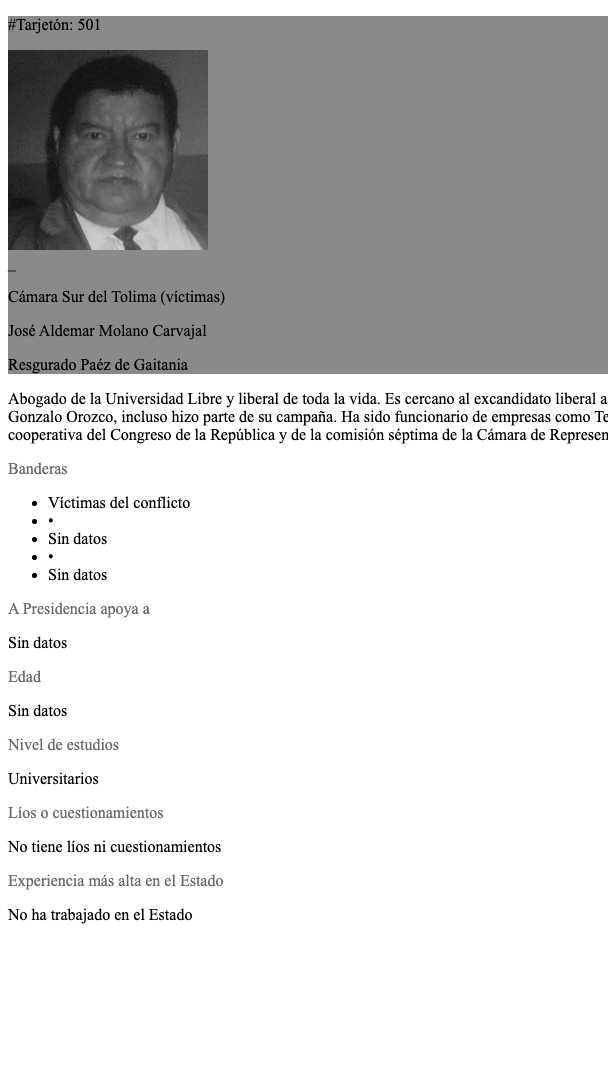 #Tarjetón: 501
_
Cámara Sur del Tolima (víctimas)
José Aldemar Molano Carvajal
Resgurado Paéz de Gaitania
Abogado de la Universidad Libre y liberal de toda la vida. Es cercano al excandidato liberal a
Gonzalo Orozco, incluso hizo parte de su campaña. Ha sido funcionario de empresas como Te
cooperativa del Congreso de la República y de la comisión séptima de la Cámara de Represen
Banderas
• Víctimas del conflicto
• •
• Sin datos
• •
• Sin datos
A Presidencia apoya a
Sin datos
Edad
Sin datos
Nivel de estudios
Universitarios
Líos o cuestionamientos
No tiene líos ni cuestionamientos
Experiencia más alta en el Estado
No ha trabajado en el Estado